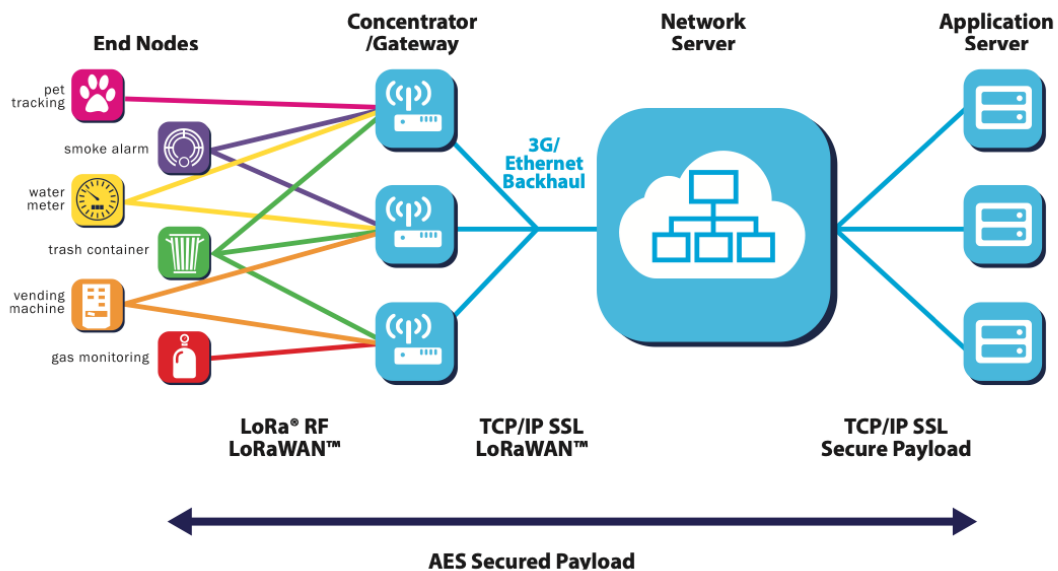 End Nodes
Concentrator
/Gateway
Network
Server
Application
Server
pet
tracking
smoke alarm
water
meter
trash container
vending
machine
gas monitoring
3G/
Ethernet
Backhaul
LoRa® RF
LoRaWAN™
TCP/IP SSL
LoRaWAN™
TCP/IP SSL
Secure Payload
AES Secured Payload